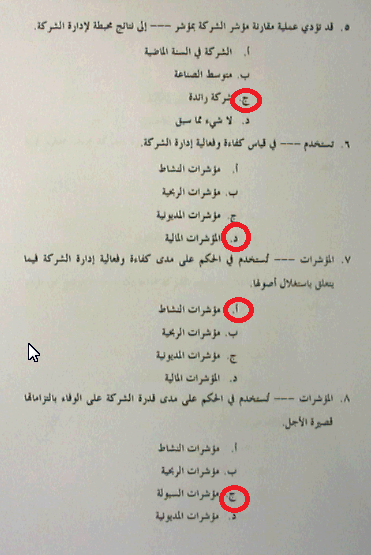 ٥. قد تؤدي عملية مقارنة مؤشر الشركة بمؤشر --- إلى نتائج محبطة لإدارة الشركة.
أ. الشركة في السنة الماضية
ب. متوسط الصناعة
ج. شركة رائدة
د. لا شيء مما سبق
٦. تستخدم --- في قياس كفاءة وفعالية إدارة الشركة.
أ. مؤشرات النشاط
ب. مؤشرات الربحية
ج. مؤشرات المديونية
د. المؤشرات المالية
٧. المؤشرات --- تُستخدم في الحكم على مدى كفاءة وفعالية إدارة الشركة فيما
يتعلق باستغلال أصولها.
أ. مؤشرات النشاط
ب. مؤشرات الربحية
ج. مؤشرات المديونية
د. المؤشرات المالية
٨. المؤشرات --- تُستخدم في الحكم على مدى قدرة الشركة على الوفاء بالتزاماتها
قصيرة الأجل.
أ. مؤشرات النشاط
ب. مؤشرات الربحية
ج. مؤشرات السيولة
د. مؤشرات المديونية